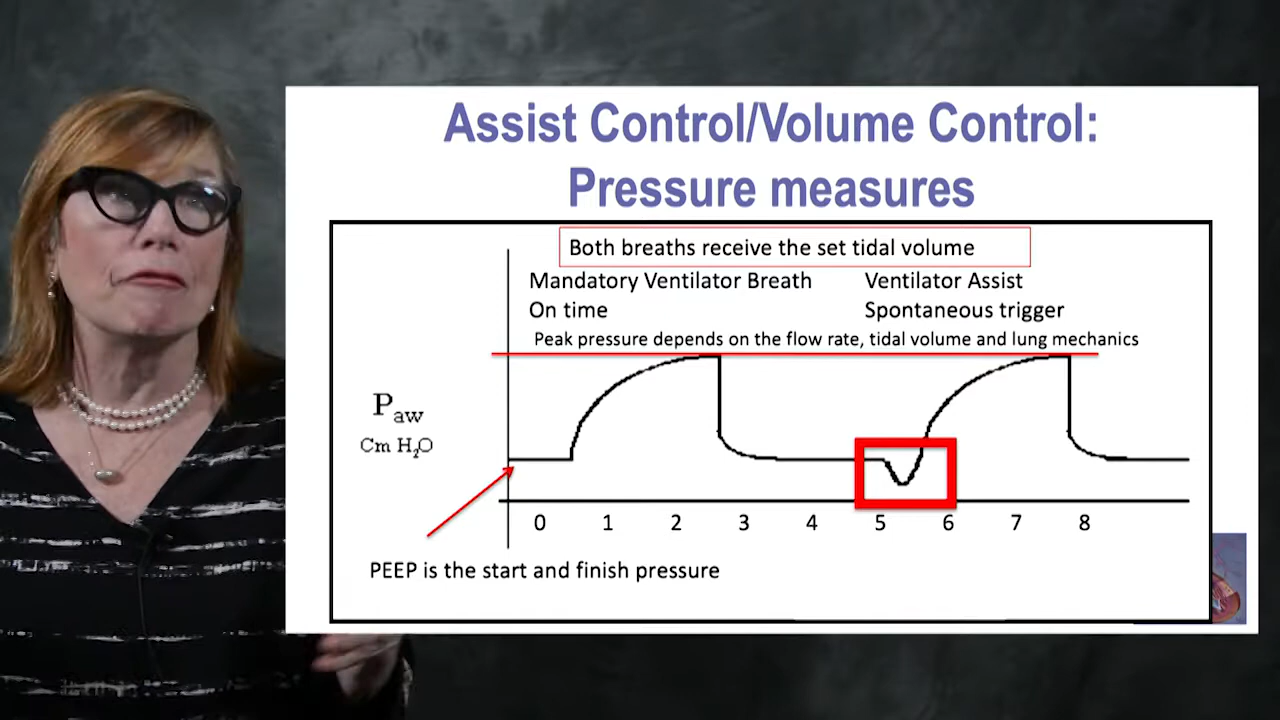 Assist Control/Volume Control:
Pressure measures
Both breaths receive the set tidal volume
Mandatory Ventilator Breath
On time
Ventilator Assist
Spontaneous trigger
Peak pressure depends on the flow rate, tidal volume and lung mechanics
Paw
Cm H₂O
0 1 2 3 4 5 6 7 8
PEEP is the start and finish pressure